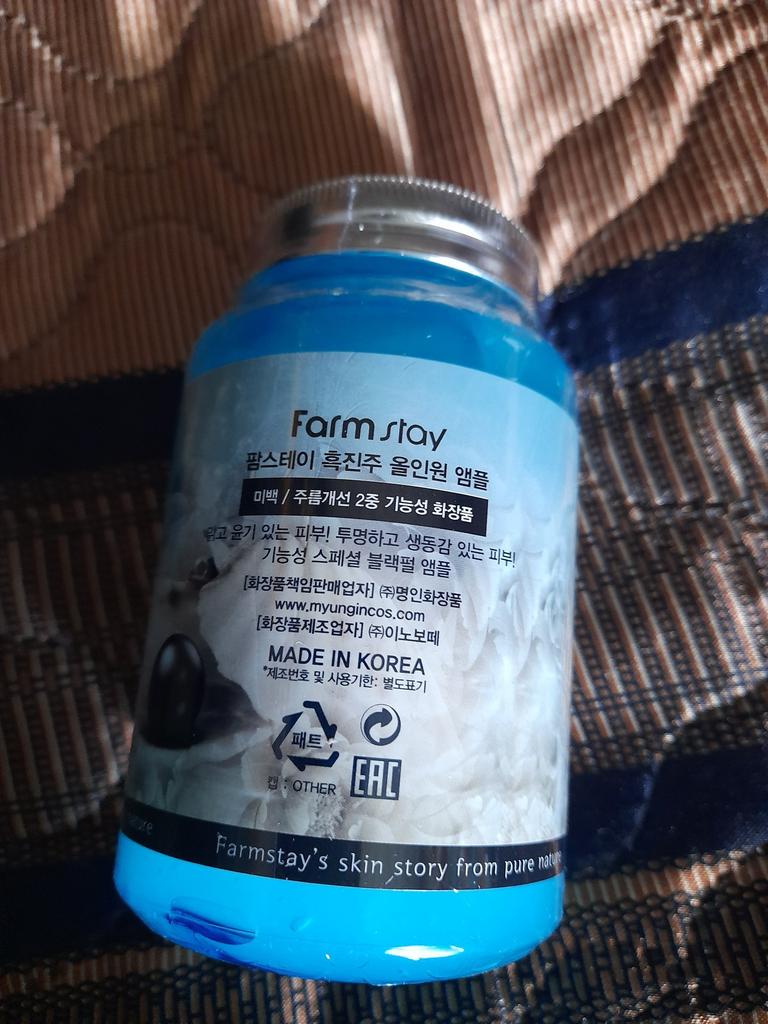 Farmstay
팜스테이 흑진주 올인원 앰플
미백 / 주름개선 2중 기능성 화장품
윤기 있는 피부! 투명하고 생동감 있는 피부!
기능성 스페셜 블랙펄 앰플
[화장품책임판매업자] ㈜명인화장품
www.myungincos.com
[화장품제조업자] ㈜이노보떼
MADE IN KOREA
*제조번호 및 사용기한: 별도표기
패트
캡 : OTHER
EAC
Farmstay's skin story from pure nature